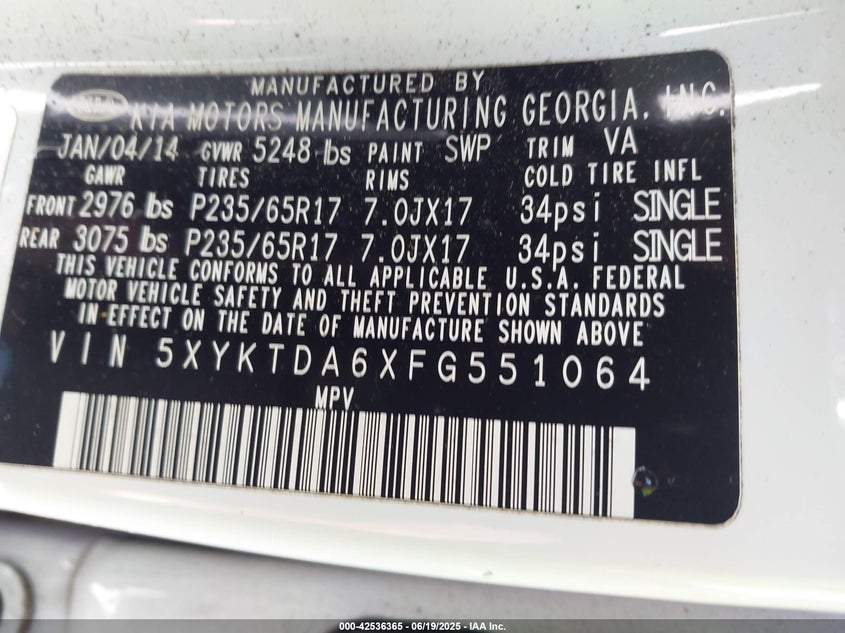 MANUFACTURED BY
KIA KIA MOTORS MANUFACTURING GEORGIA, INC.
JAN/04/14 GVWR 5248 lbs PAINT SWP TRIM VA
GAWR TIRES RIMS COLD TIRE INFL
FRONT 2976 lbs P235/65R17 7.0JX17 34psi SINGLE
REAR 3075 lbs P235/65R17 7.0JX17 34psi SINGLE
THIS VEHICLE CONFORMS TO ALL APPLICABLE U.S.A. FEDERAL
MOTOR VEHICLE SAFETY AND THEFT PREVENTION STANDARDS
IN EFFECT ON THE DATE OF MANUFACTURE SHOWN ABOVE
VIN 5XYKTDA6XFG551064
MPV
000-42536365 - 06/19/2025 - IAA Inc.